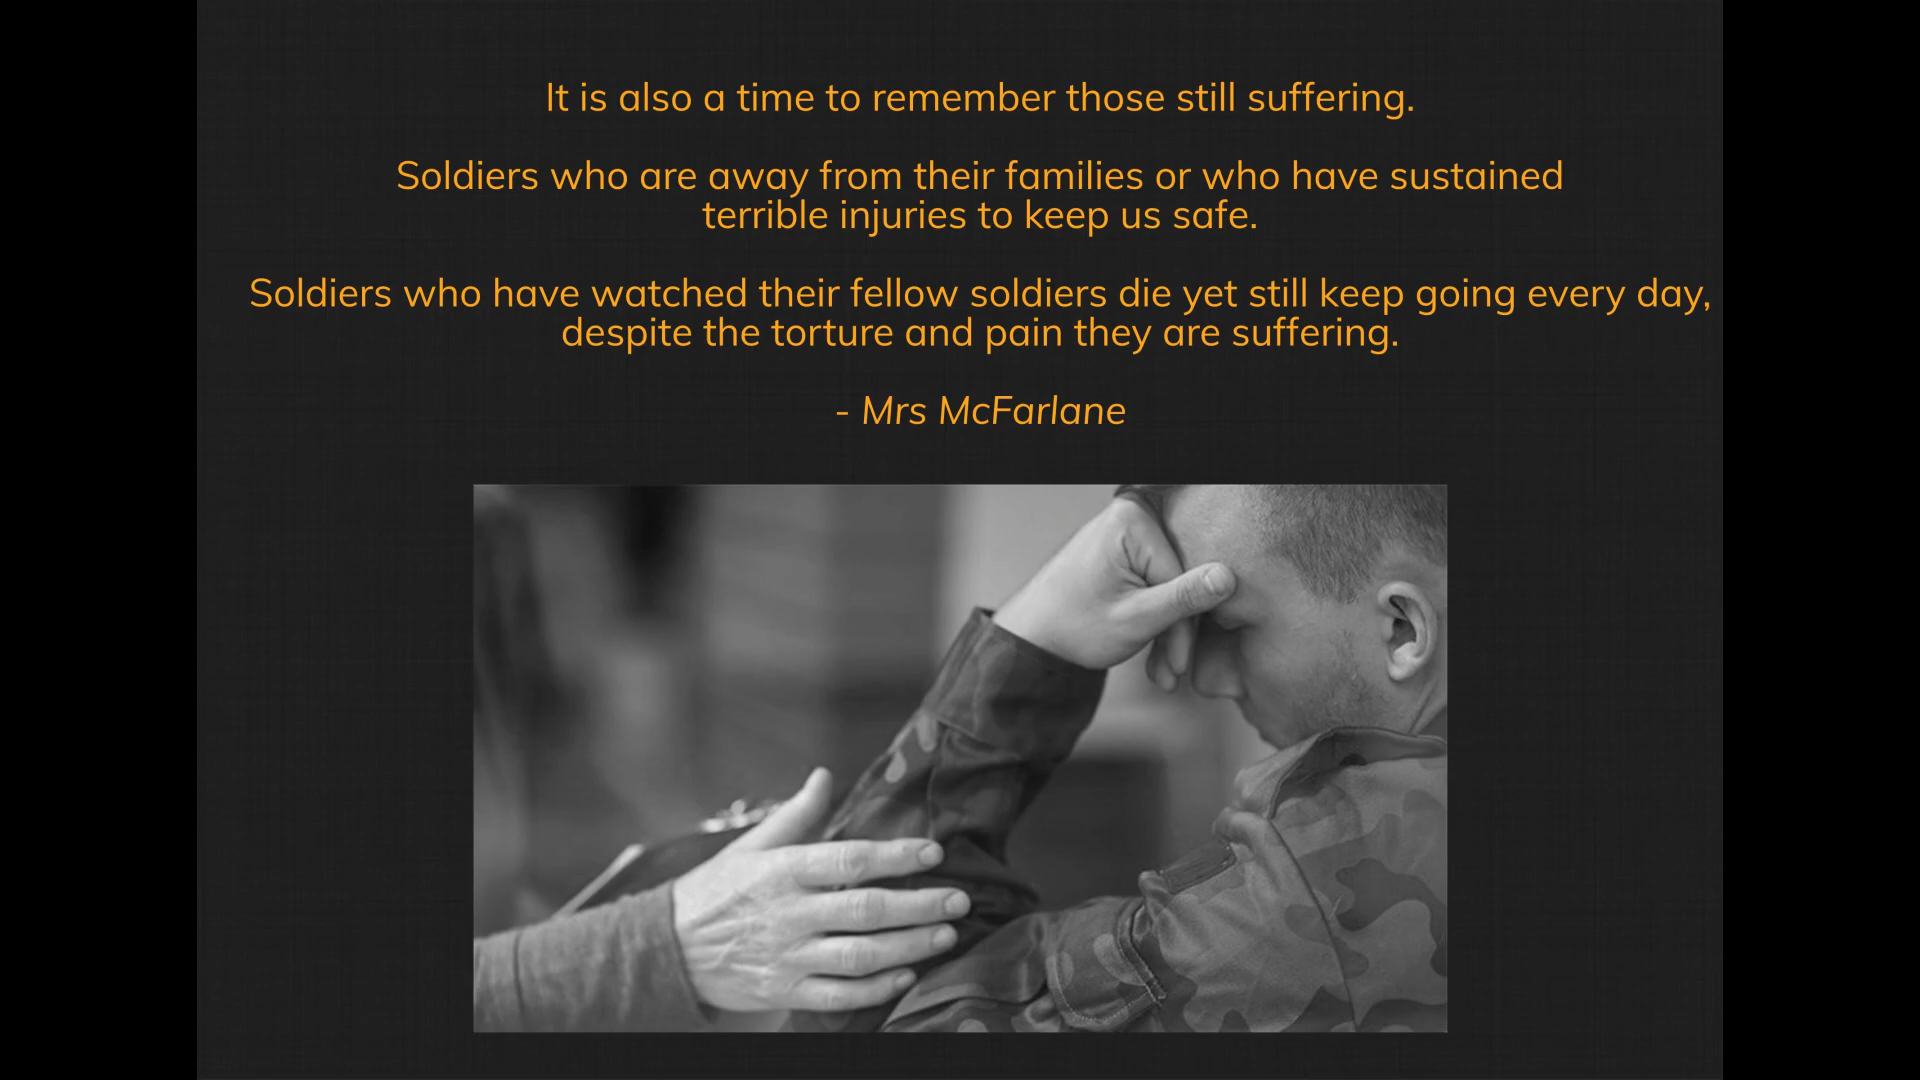 It is also a time to remember those still suffering.
Soldiers who are away from their families or who have sustained
terrible injuries to keep us safe.
Soldiers who have watched their fellow soldiers die yet still keep going every day,
despite the torture and pain they are suffering.
- Mrs McFarlane